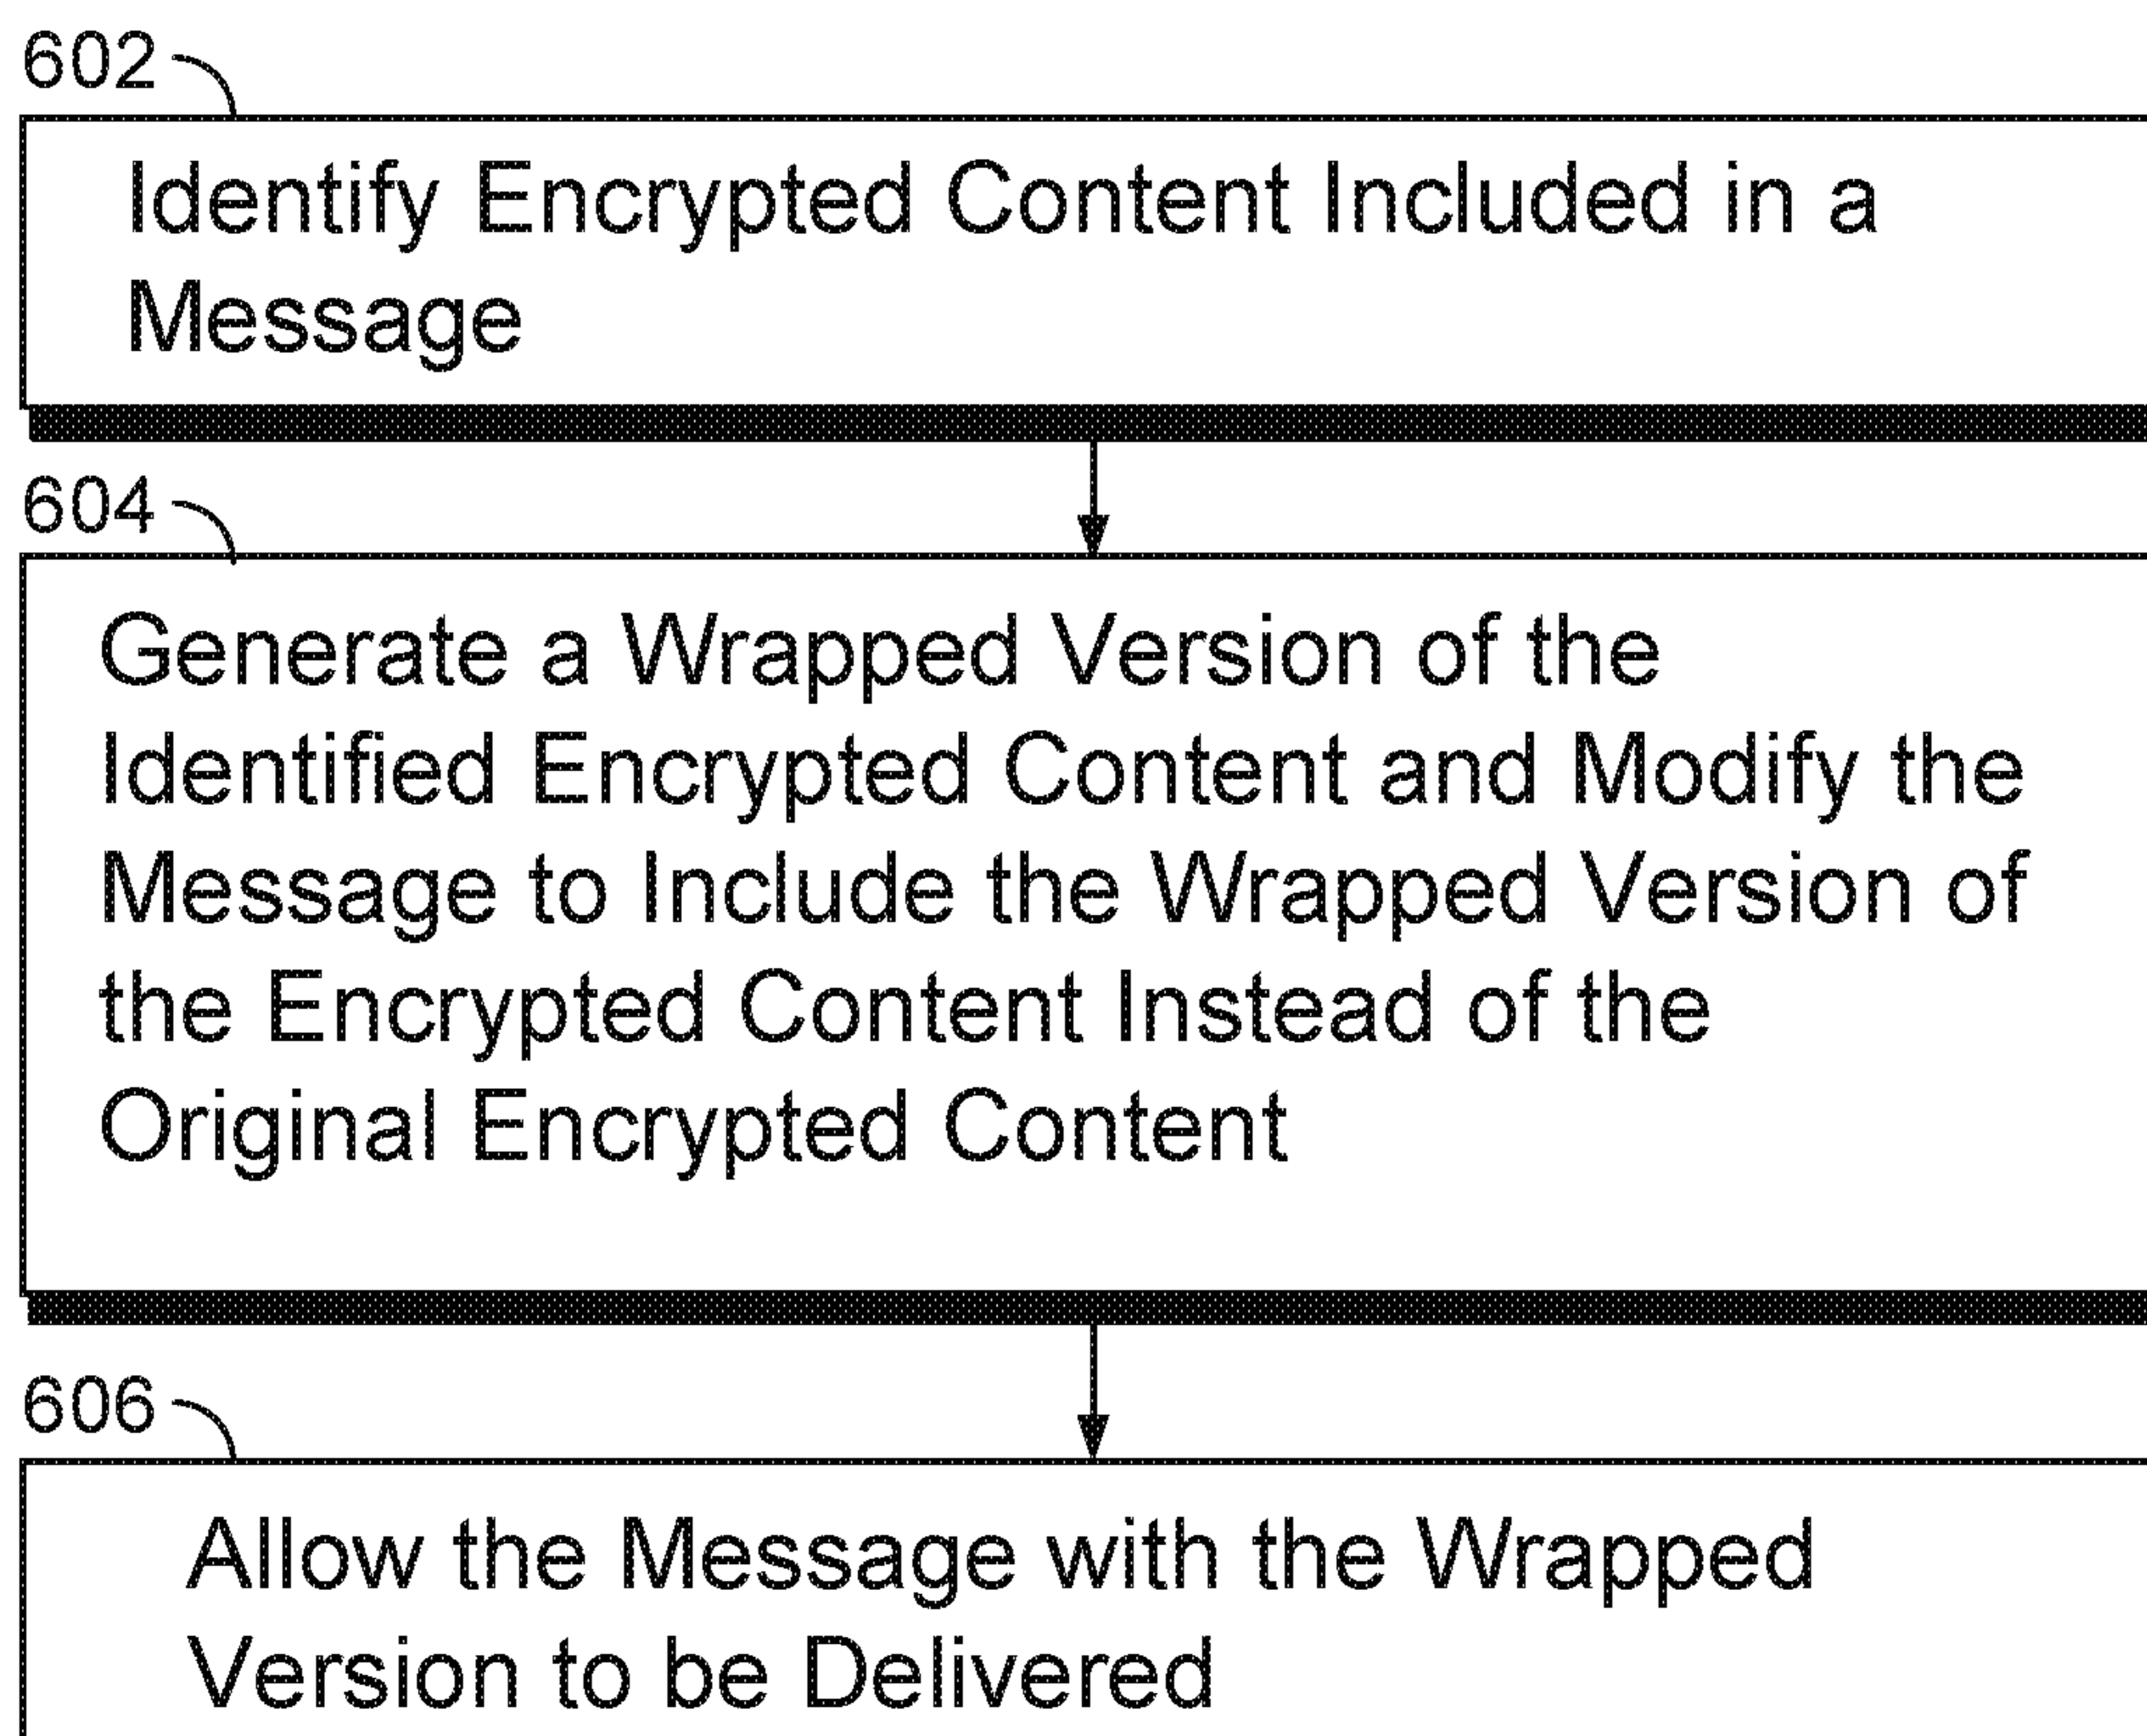 602
Identify Encrypted Content Included in a
Message
604
Generate a Wrapped Version of the
Identified Encrypted Content and Modify the
Message to Include the Wrapped Version of
the Encrypted Content Instead of the
Original Encrypted Content
606
Allow the Message with the Wrapped
Version to be Delivered